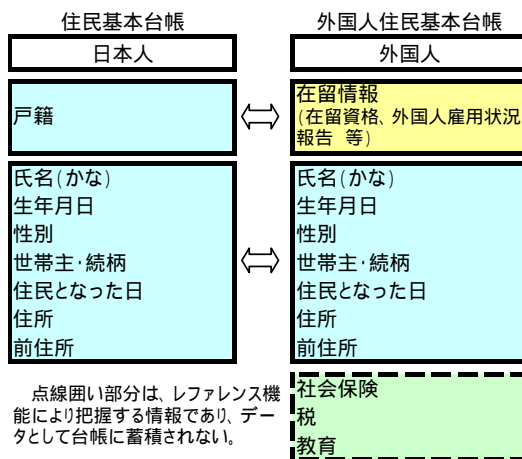 住民基本台帳
日本人
戸籍
氏名(かな)
生年月日
性別
世帯主・続柄
住民となった日
住所
前住所
点線囲い部分は、レファレンス機
能により把握する情報であり、デー
タとして台帳に蓄積されない。
外国人住民基本台帳
外国人
在留情報
(在留資格、外国人雇用状況
報告 等)
氏名(かな)
生年月日
性別
世帯主・続柄
住民となった日
住所
前住所
社会保険
税
教育